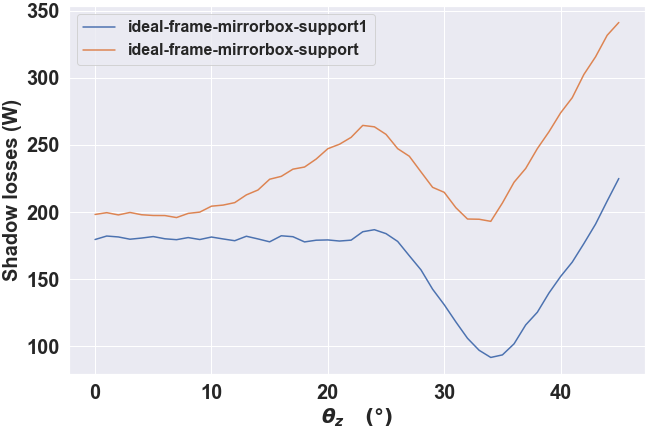 350
300
250
200
150
100
Shadow losses (W)
ideal-frame-mirrorbox-support1
ideal-frame-mirrorbox-support
0 10 20 30 40
θz (°)